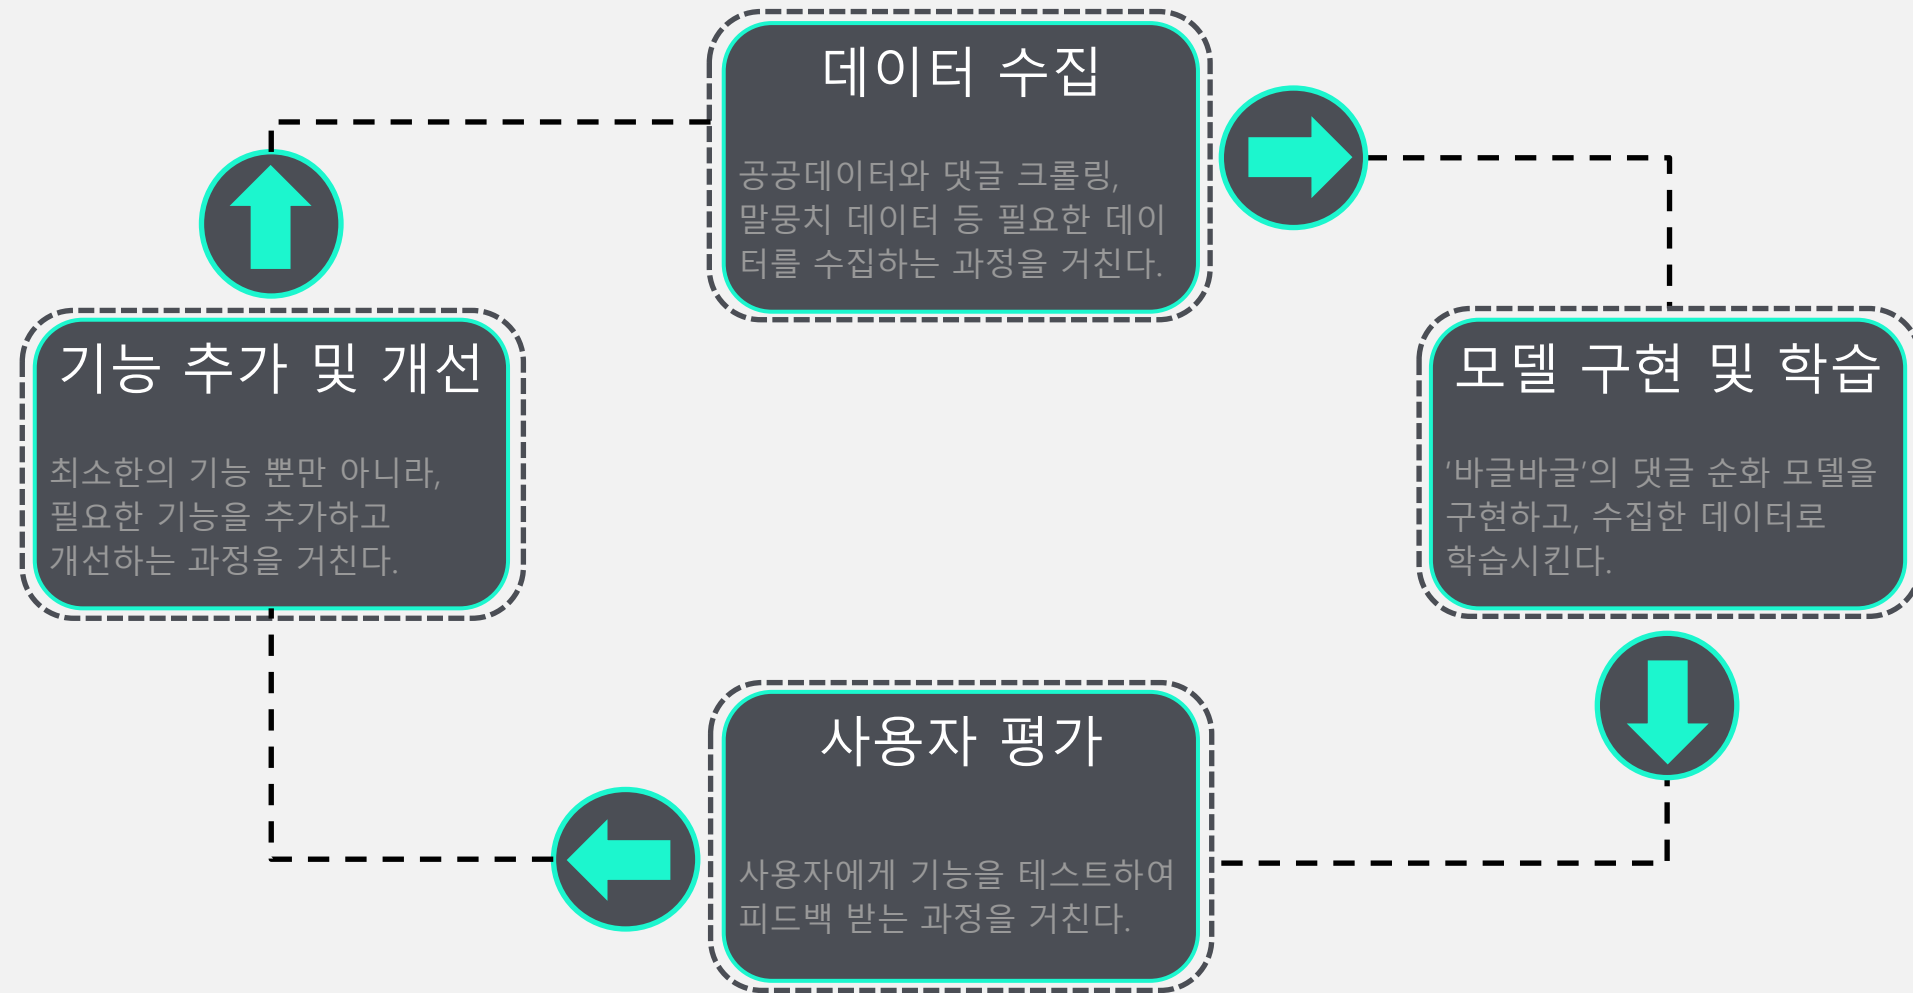 데이터 수집
공공데이터와 댓글 크롤링,
말뭉치 데이터 등 필요한 데이
터를 수집하는 과정을 거친다.
기능 추가 및 개선
최소한의 기능 뿐만 아니라,
필요한 기능을 추가하고
개선하는 과정을 거친다.
모델 구현 및 학습
‘바글바글’의 댓글 순화 모델을
구현하고, 수집한 데이터로
학습시킨다.
사용자 평가
사용자에게 기능을 테스트하여
피드백 받는 과정을 거친다.